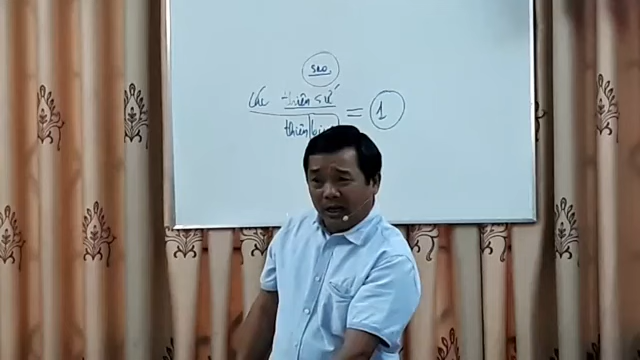 sao
các thiên sứ = 1
thiên